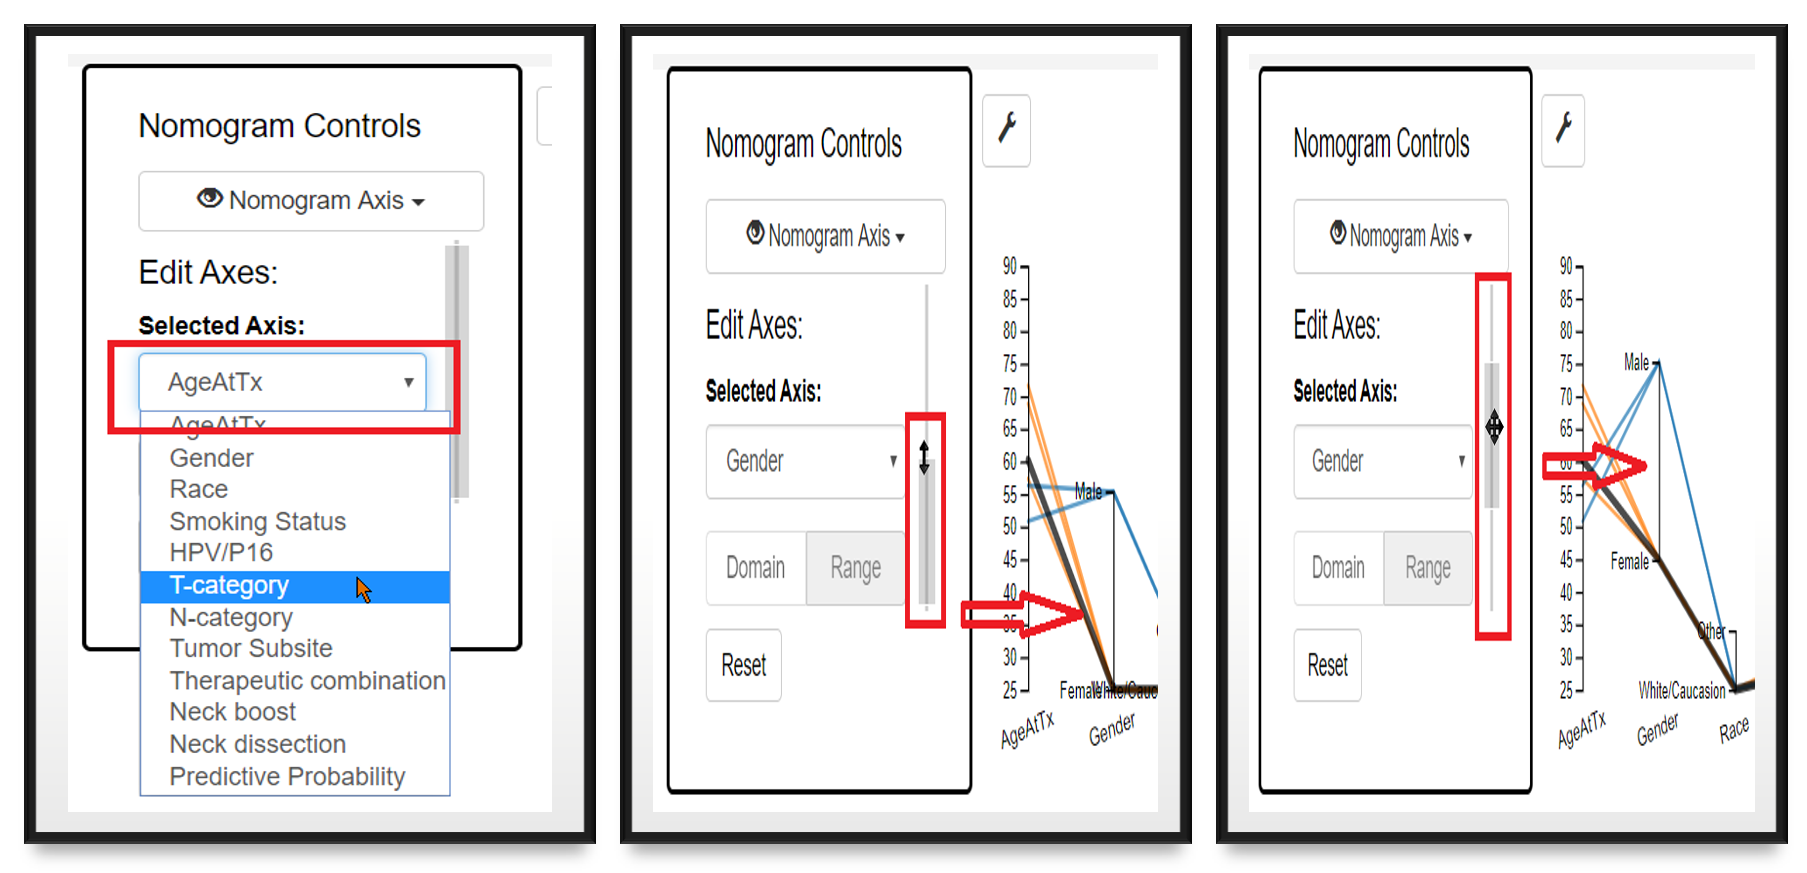 Nomogram Controls
Nomogram Axis
Edit Axes:
Selected Axis:
AgeAtTx
AgeAtTx
Gender
Race
Smoking Status
HPV/P16
T-category
N-category
Tumor Subsite
Therapeutic combination
Neck boost
Neck dissection
Predictive Probability
Nomogram Controls
Nomogram Axis
Edit Axes:
Selected Axis:
Gender
Domain Range
Reset
90
85
80
75
70
65
60
55
50
45
40
35
30
25
Male
Female
White/Cauc
AgeAtTx
Gender
Nomogram Controls
Nomogram Axis
Edit Axes:
Selected Axis:
Gender
Domain Range
Reset
90
85
80
75
70
65
60
55
50
45
40
35
30
25
Male
Female
Other
White/Caucasion
AgeAtTx
Gender
Race